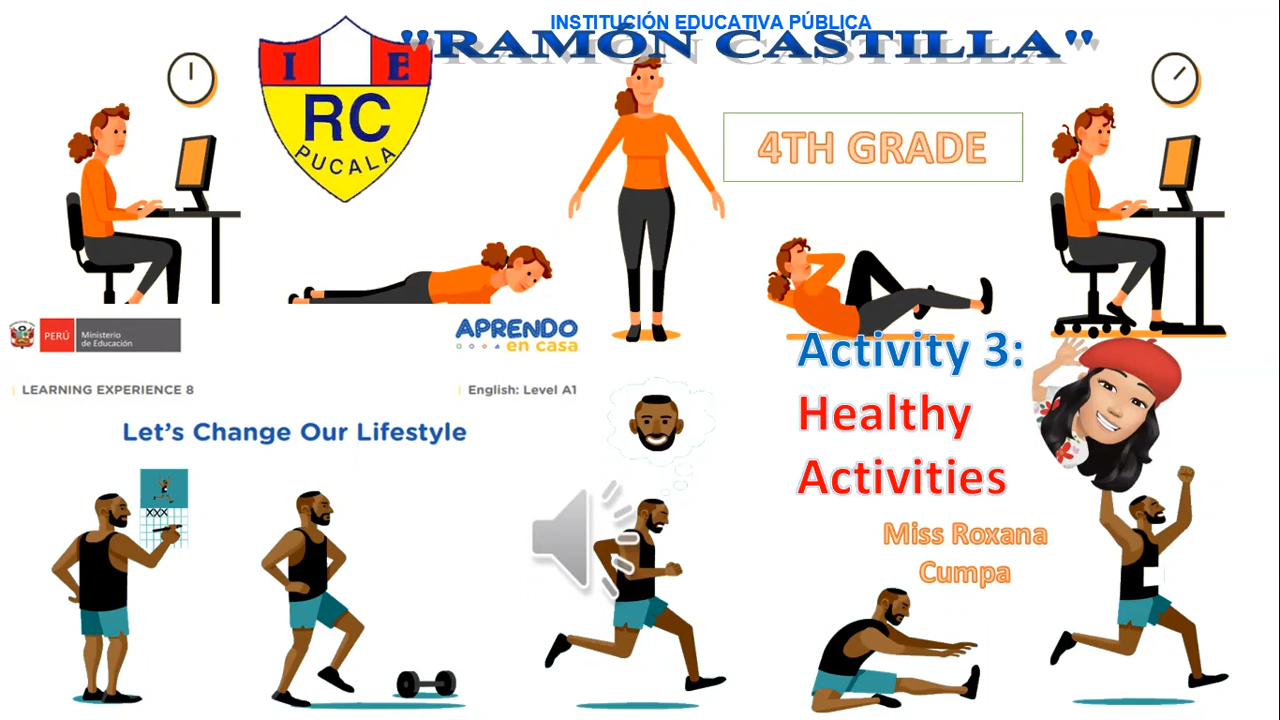 INSTITUCIÓN EDUCATIVA PÚBLICA
"RAMÓN CASTILLA"
I E
RC
PUCALA
4TH GRADE
PERÚ
Ministerio
de Educación
APRENDO
en casa
LEARNING EXPERIENCE 8
English: Level A1
Let's Change Our Lifestyle
Activity 3:
Healthy
Activities
XXX
Miss Roxana
Cumpa